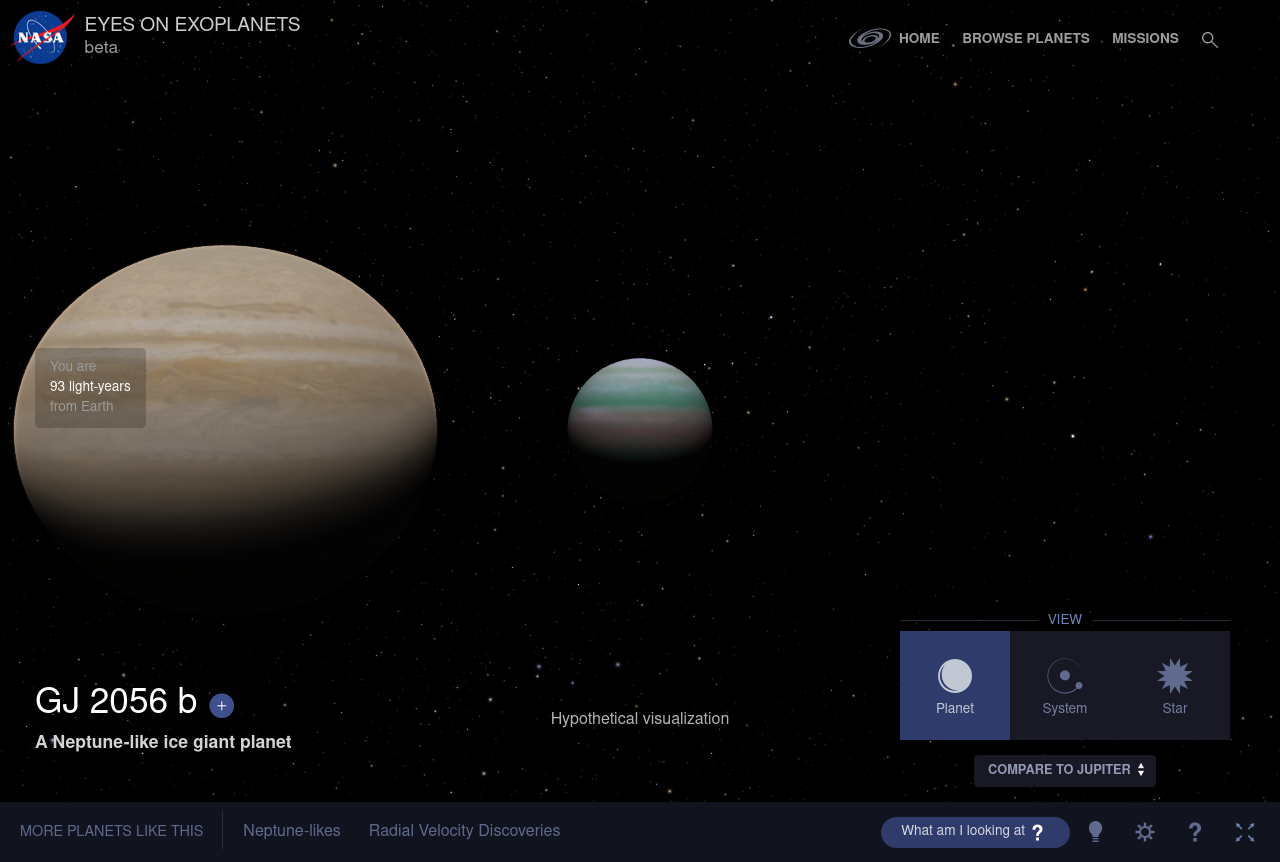 NASA
EYES ON EXOPLANETS
beta
HOME
BROWSE PLANETS
MISSIONS
You are
93 light-years
from Earth
VIEW
Planet
System
Star
GJ 2056 b +
A Neptune-like ice giant planet
Hypothetical visualization
COMPARE TO JUPITER
MORE PLANETS LIKE THIS
Neptune-likes
Radial Velocity Discoveries
What am I looking at ?
?